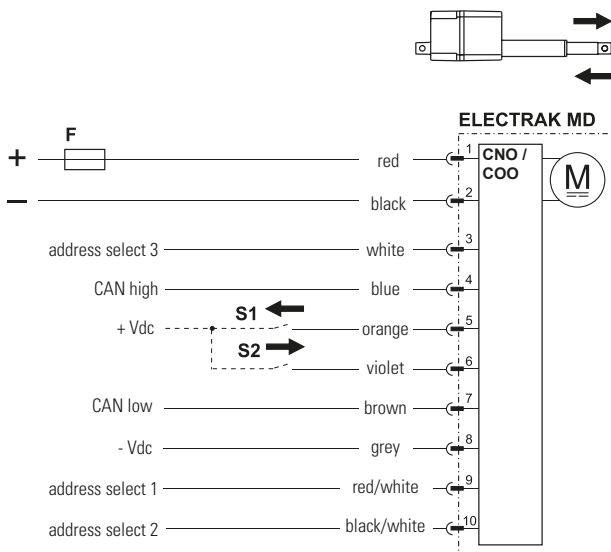 ELECTRAK MD
F
+ red 1 CNO /
COO
M
− black 2
address select 3 white 3
CAN high blue 4
S1
+ Vdc orange 5
S2
violet 6
CAN low brown 7
- Vdc grey 8
address select 1 red/white 9
address select 2 black/white 10